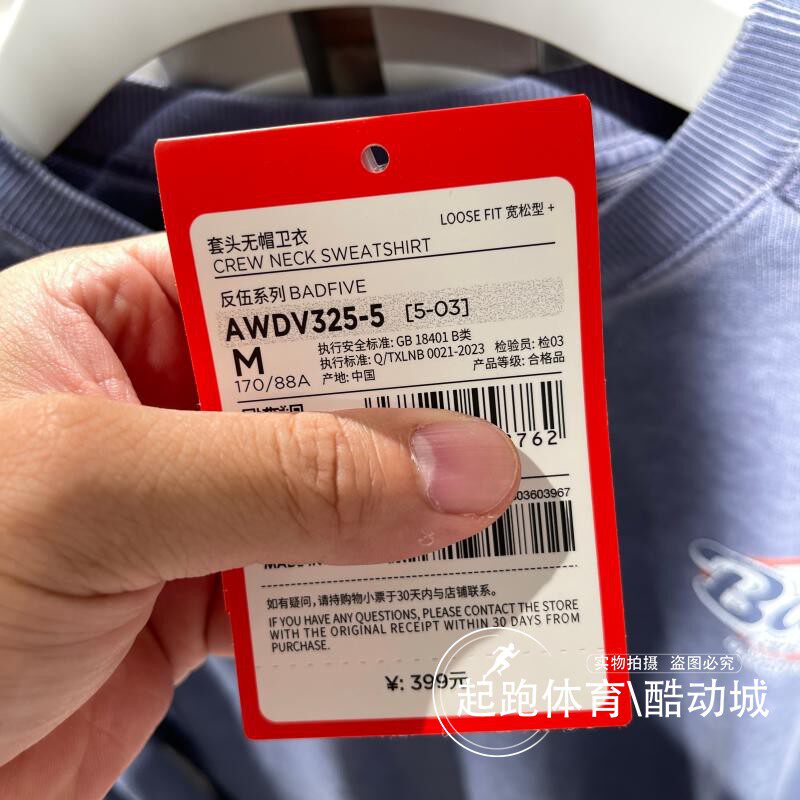 LOOSE FIT 宽松型 +
套头无帽卫衣
CREW NECK SWEATSHIRT
反伍系列 BADFIVE
AWDV325-5 [5-03]
M
170/88A
执行安全标准: GB 18401 B类
执行标准: Q/TXLNB 0021-2023 检验员: 检03
产地: 中国 产品等级: 合格品
762
03603967
MADE IN
如有疑问，请持购物小票于30天内与店铺联系。
IF YOU HAVE ANY QUESTIONS, PLEASE CONTACT THE STORE
WITH THE ORIGINAL RECEIPT WITHIN 30 DAYS FROM
PURCHASE.
¥: 399元
实物拍摄 盗图必究
起跑体育\酷动城